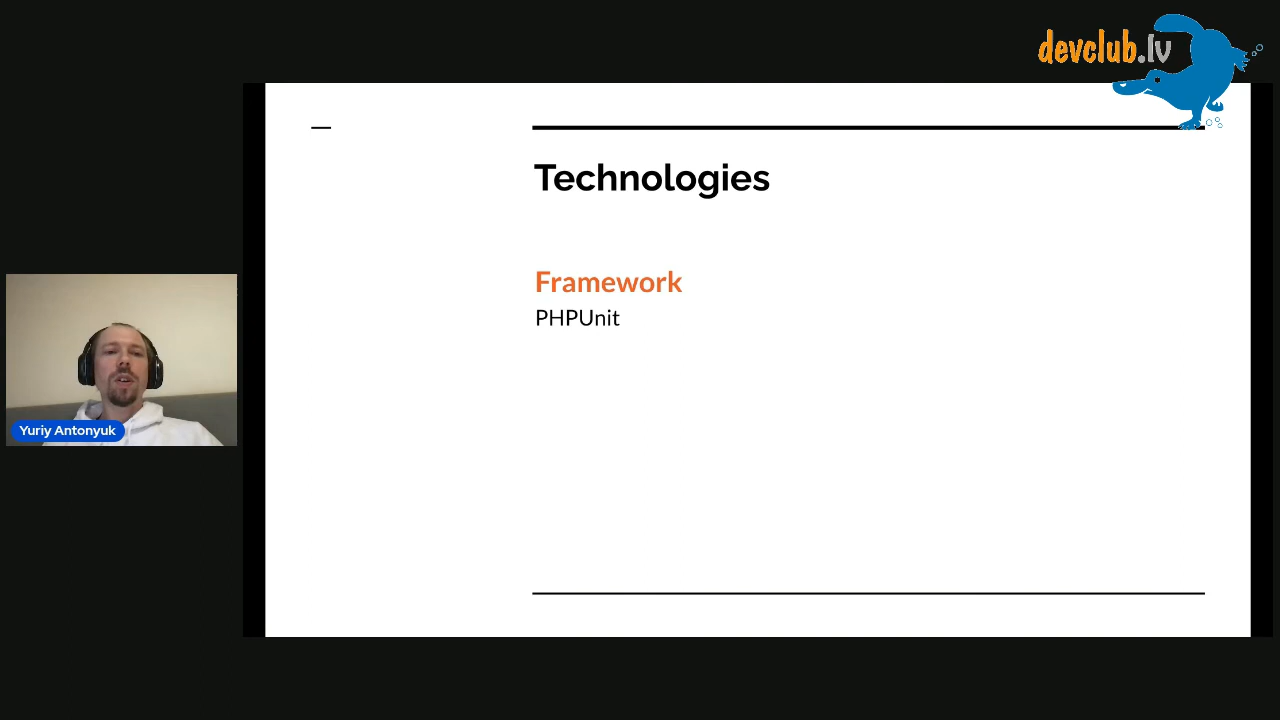 devclub.lv
Technologies
Framework
PHPUnit
Yuriy Antonyuk